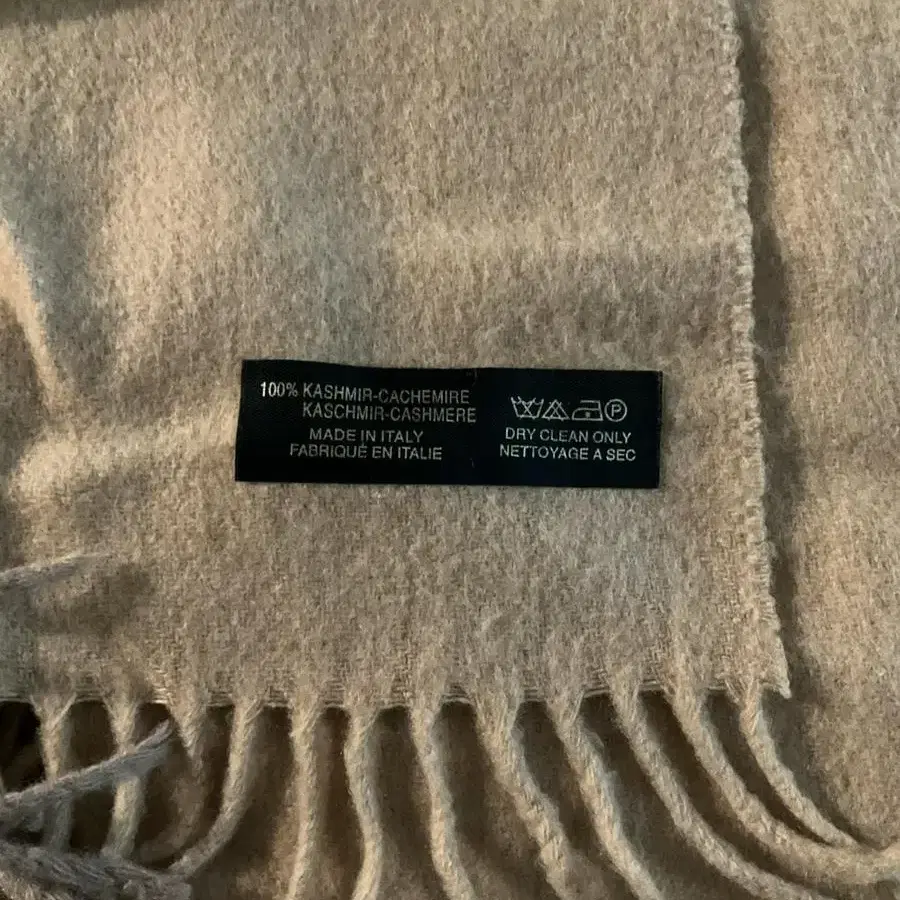 100% KASHMIR-CACHEMIRE
KASCHMIR-CASHMERE
MADE IN ITALY
FABRIQUÉ EN ITALIE
P
DRY CLEAN ONLY
NETTOYAGE A SEC